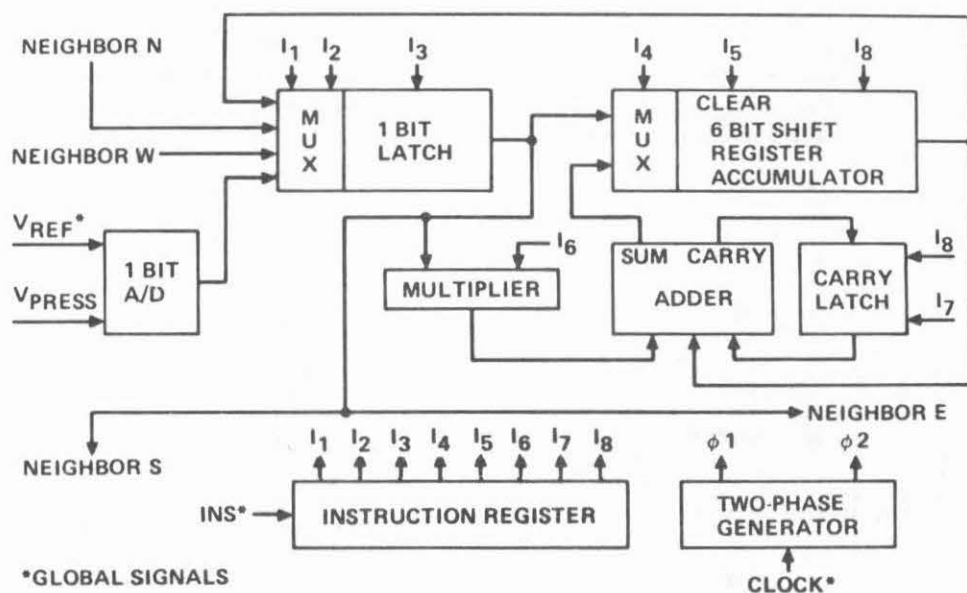 NEIGHBOR N
I1 I2 I3 I4 I5 I8
MUX
1 BIT
LATCH
MUX
CLEAR
6 BIT SHIFT
REGISTER
ACCUMULATOR
NEIGHBOR W
VREF*
1 BIT
A/D
VPRESS
I6
MULTIPLIER
SUM CARRY
ADDER
CARRY
LATCH
I8
I7
NEIGHBOR E
NEIGHBOR S
I1 I2 I3 I4 I5 I6 I7 I8
INS*
INSTRUCTION REGISTER
ϕ1 ϕ2
TWO-PHASE
GENERATOR
*GLOBAL SIGNALS
CLOCK*